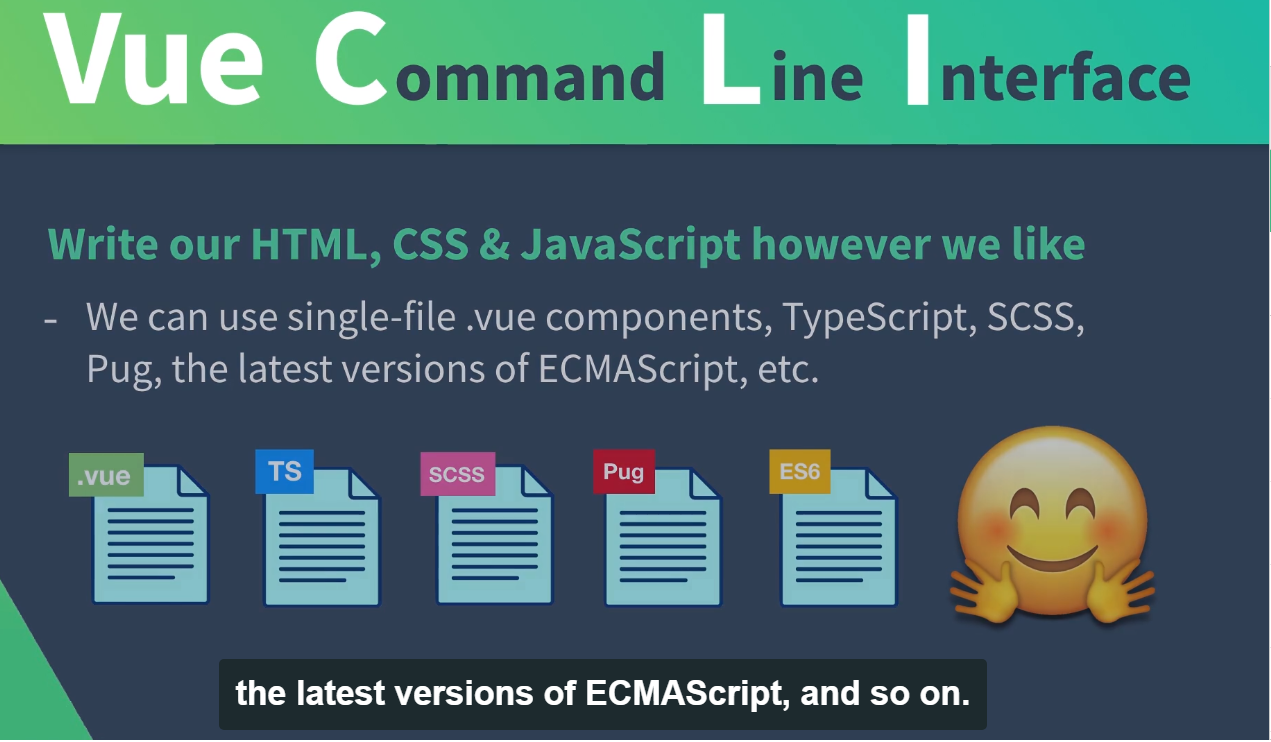 Vue Command Line Interface
Write our HTML, CSS & JavaScript however we like
- We can use single-file .vue components, TypeScript, SCSS,
Pug, the latest versions of ECMAScript, etc.
.vue TS SCSS Pug ES6
the latest versions of ECMAScript, and so on.